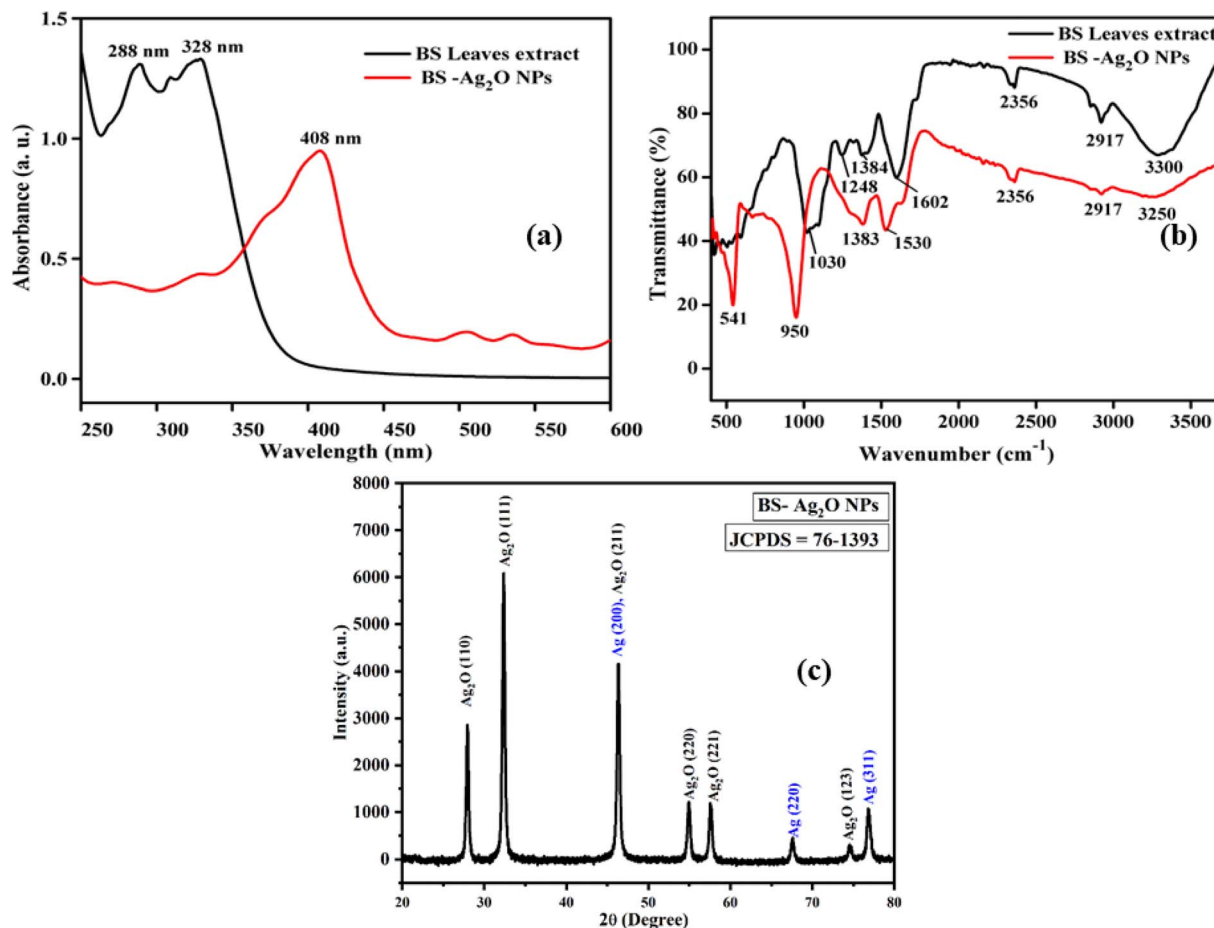 1.5
1.0
0.5
0.0
Absorbance (a. u.)
288 nm
328 nm
408 nm
BS Leaves extract
BS -Ag₂O NPs
(a)
250 300 350 400 450 500 550 600
Wavelength (nm)
100
80
60
40
20
0
Transmittance (%)
BS Leaves extract
BS -Ag₂O NPs
(b)
2356
2917
3300
1384
1248
1602
2356
2917
3250
1383
1530
1030
541
950
500 1000 1500 2000 2500 3000 3500
Wavenumber (cm⁻¹)
8000
7000
6000
5000
4000
3000
2000
1000
0
Intensity (a.u.)
BS- Ag₂O NPs
JCPDS = 76-1393
(c)
Ag₂O (110)
Ag₂O (111)
Ag (200), Ag₂O (211)
Ag₂O (220)
Ag₂O (221)
Ag (220)
Ag₂O (123)
Ag (311)
20 30 40 50 60 70 80
2θ (Degree)